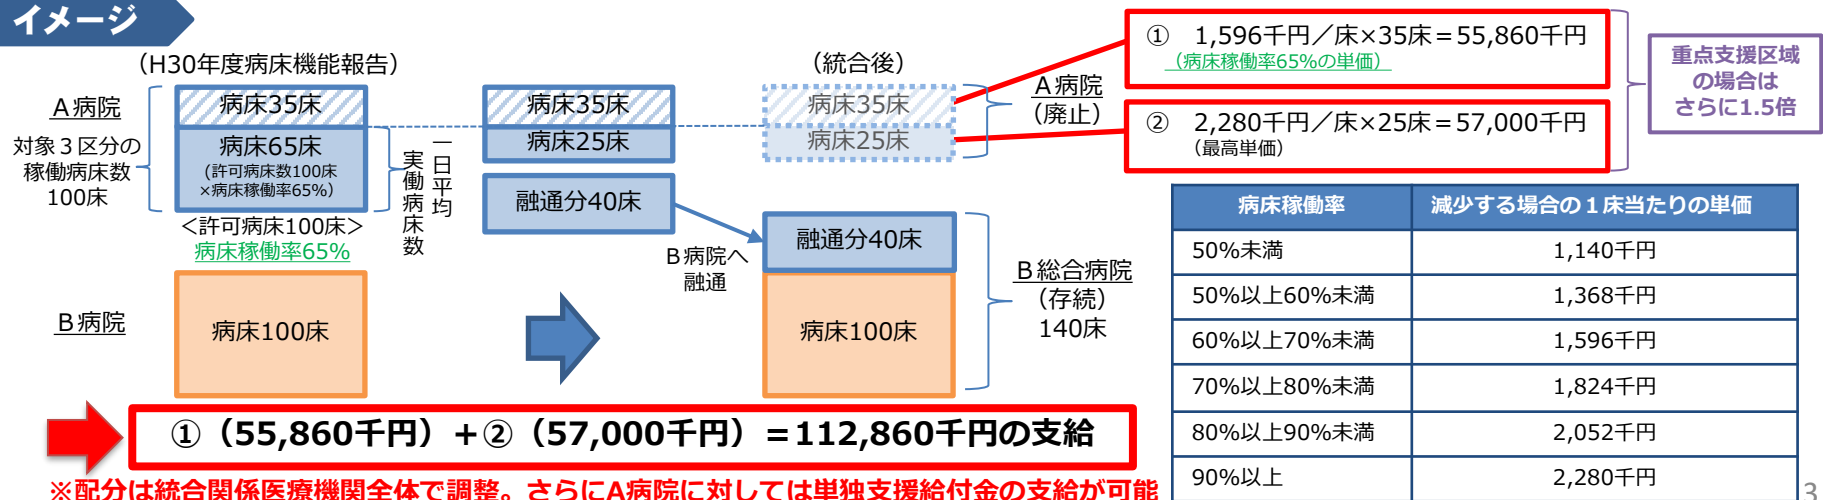 イメージ
(H30年度病床機能報告)
A病院
対象3区分の
稼働病床数
100床
病床35床
病床65床
(許可病床数100床
×病床稼働率65%)
一日平均
実働病床数
<許可病床100床>
病床稼働率65%
B病院
病床100床
病床35床
病床25床
融通分40床
B病院へ
融通
(統合後)
病床35床
病床25床
A病院
(廃止)
融通分40床
病床100床
B総合病院
(存続)
140床
① 1,596千円/床×35床=55,860千円
(病床稼働率65%の単価)
② 2,280千円/床×25床=57,000千円
(最高単価)
重点支援区域
の場合は
さらに1.5倍
病床稼働率 減少する場合の1床当たりの単価
50%未満 1,140千円
50%以上60%未満 1,368千円
60%以上70%未満 1,596千円
70%以上80%未満 1,824千円
80%以上90%未満 2,052千円
90%以上 2,280千円
①(55,860千円)+②(57,000千円)=112,860千円の支給
※配分は統合関係医療機関全体で調整。さらにA病院に対しては単独支援給付金の支給が可能
3